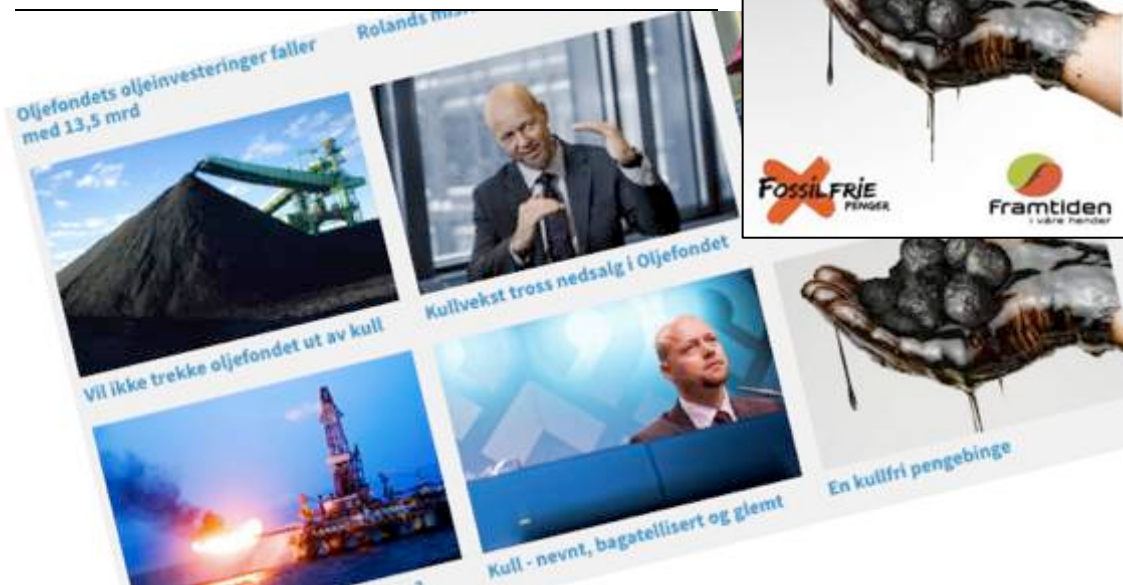 Oljefondets oljeinvesteringer faller
med 13,5 mrd
Rolands
Vil ikke trekke oljefondet ut av kull
Kullvekst tross nedsalg i Oljefondet
Kull - nevnt, bagatellisert og glemt
En kullfri pengebinge
FOSSILFRIE
PENGER
Framtiden
i våre hender